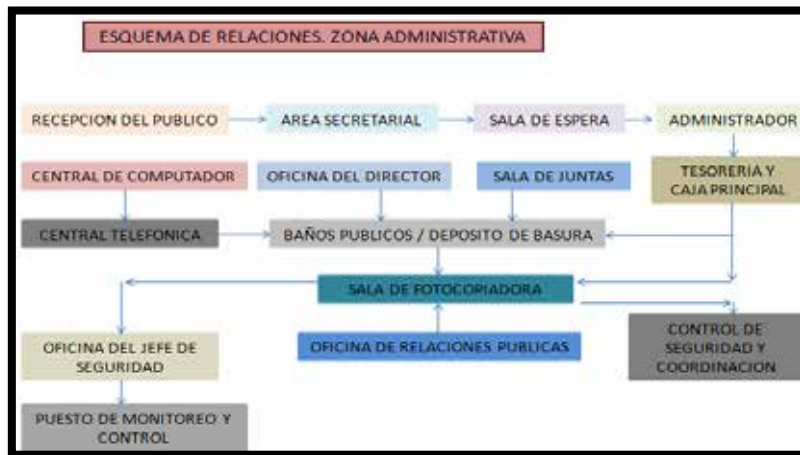 ESQUEMA DE RELACIONES. ZONA ADMINISTRATIVA
RECEPCION DEL PUBLICO
AREA SECRETARIAL
SALA DE ESPERA
ADMINISTRADOR
CENTRAL DE COMPUTADOR
OFICINA DEL DIRECTOR
SALA DE JUNTAS
TESORERIA Y
CAJA PRINCIPAL
CENTRAL TELEFONICA
BAÑOS PUBLICOS / DEPOSITO DE BASURA
SALA DE FOTOCOPIADORA
OFICINA DEL JEFE DE
SEGURIDAD
OFICINA DE RELACIONES PUBLICAS
CONTROL DE
SEGURIDAD Y
COORDINACION
PUESTO DE MONITOREO Y
CONTROL